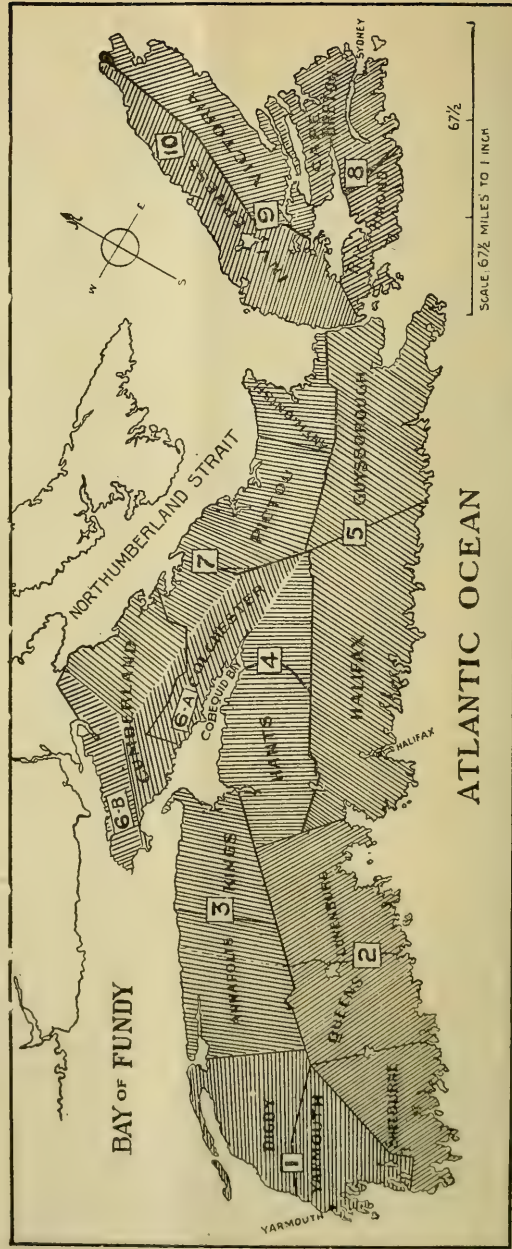 BAY OF FUNDY
NORTHUMBERLAND STRAIT
ATLANTIC OCEAN
N
W
E
S
10
VICTORIA
INVERNESS
9
CAPE BRETON
SYDNEY
8
RICHMOND
67½
SCALE: 67½ MILES TO 1 INCH
ANTIGONISH
PICTOU
GUYSBOROUGH
7
5
6-B
CUMBERLAND
6-A
COLCHESTER
COBEQUID BAY
4
HANTS
HALIFAX
HALIFAX
3
KINGS
ANNAPOLIS
LUNENBURG
2
QUEENS
SHELBURNE
DIGBY
1
YARMOUTH
YARMOUTH